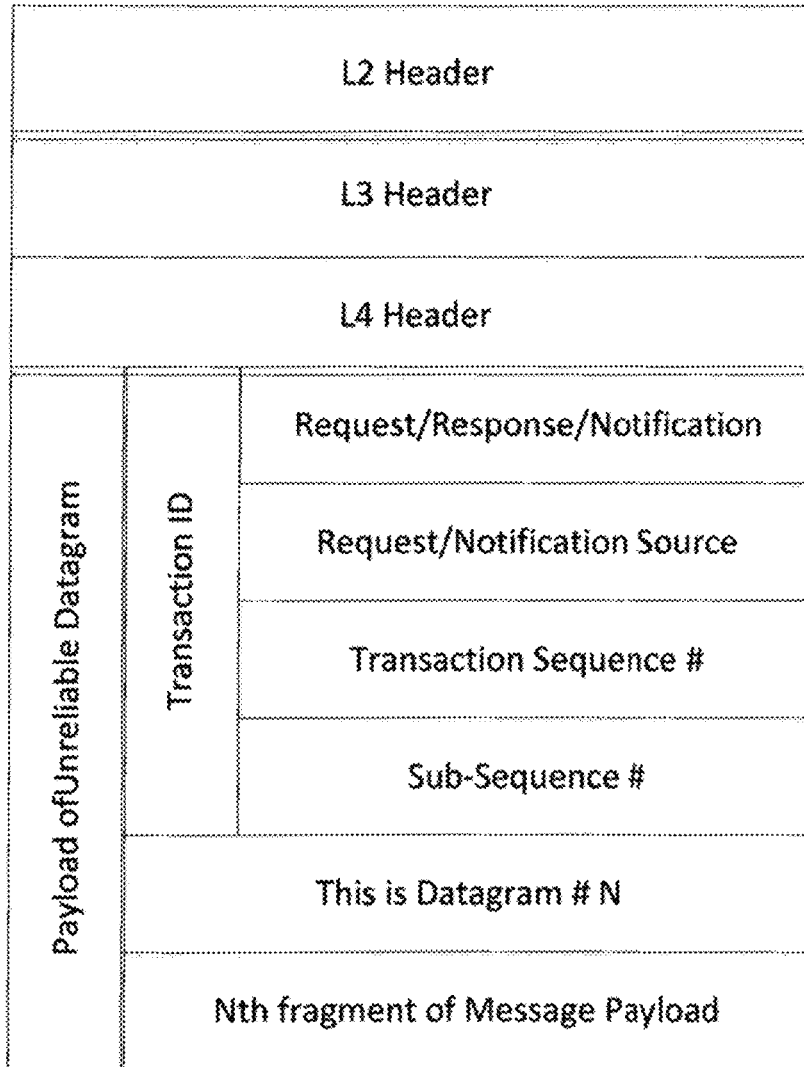 L2 Header
L3 Header
L4 Header
Payload ofUnreliable Datagram
Transaction ID
Request/Response/Notification
Request/Notification Source
Transaction Sequence #
Sub-Sequence #
This is Datagram # N
Nth fragment of Message Payload